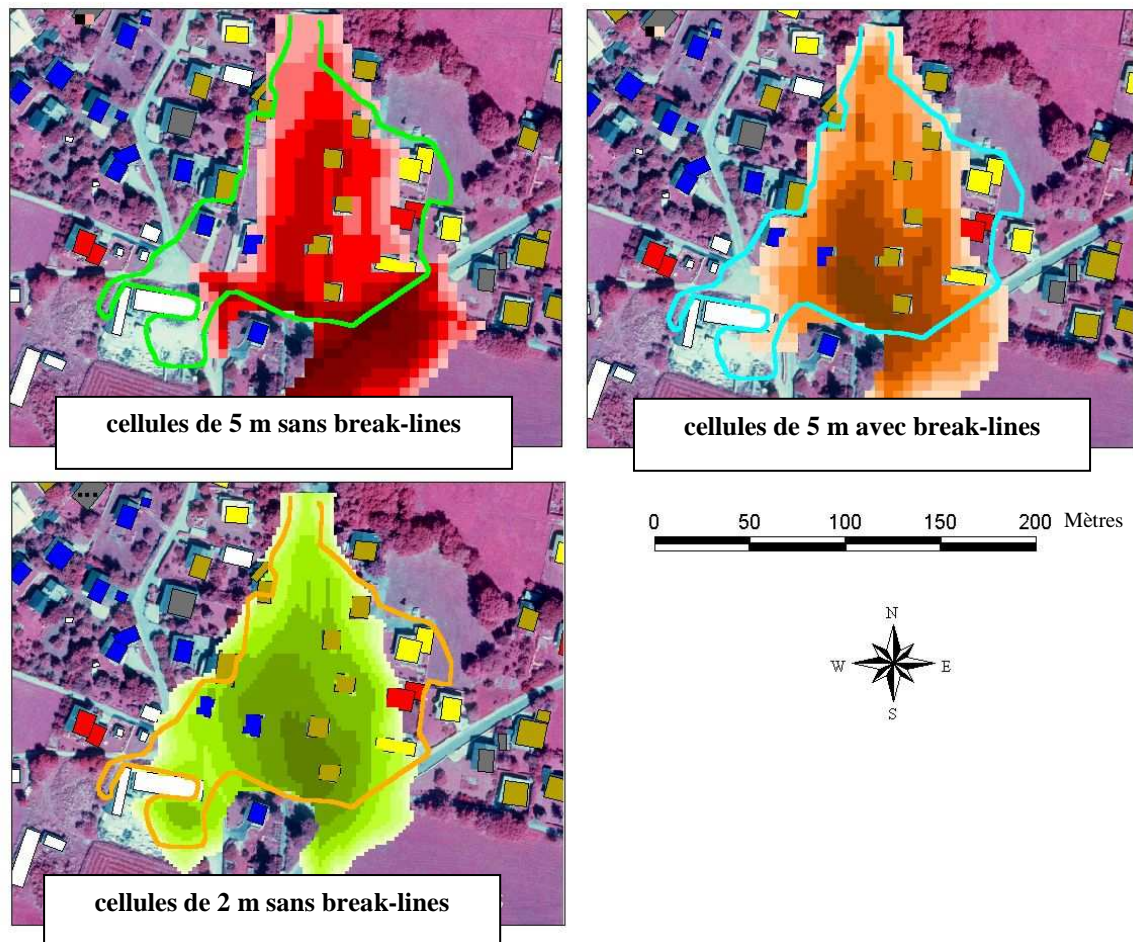 cellules de 5 m sans break-lines
cellules de 5 m avec break-lines
0 50 100 150 200 Mètres
N
W E
S
cellules de 2 m sans break-lines